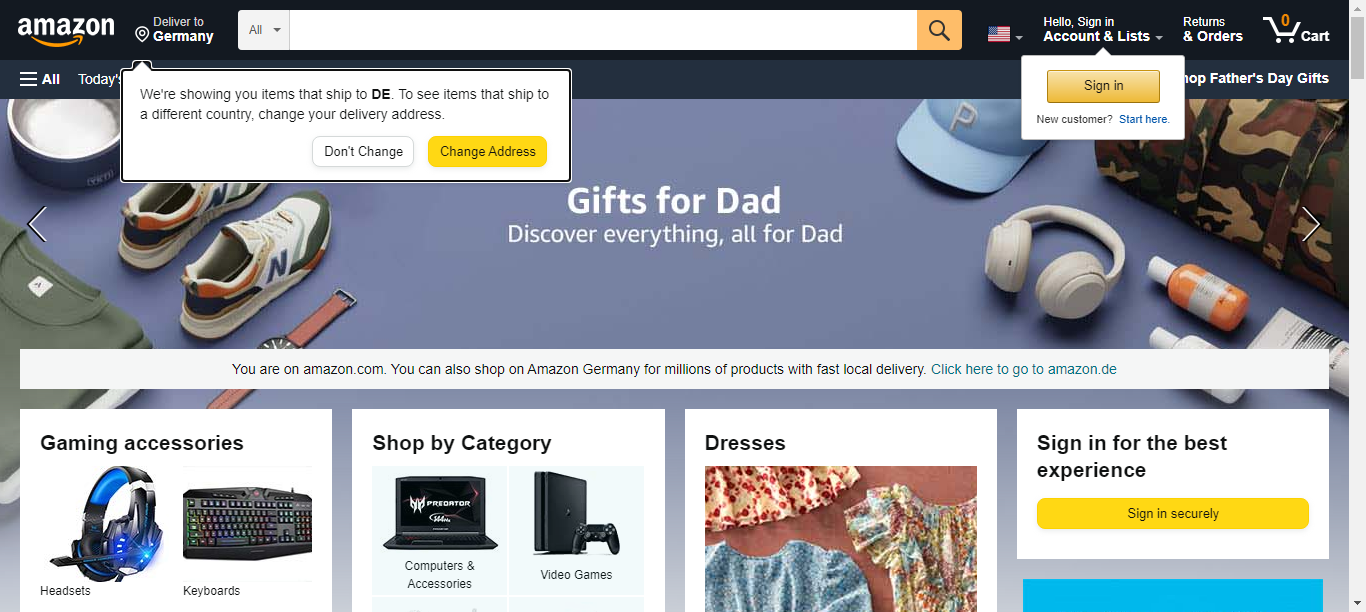 amazon
Deliver to
Germany
All
Hello, Sign in
Account & Lists
Returns
& Orders
0
Cart
All
Today's
Shop Father's Day Gifts
We're showing you items that ship to DE. To see items that ship to
a different country, change your delivery address.
Don't Change
Change Address
Sign in
New customer? Start here.
Gifts for Dad
Discover everything, all for Dad
You are on amazon.com. You can also shop on Amazon Germany for millions of products with fast local delivery. Click here to go to amazon.de
Gaming accessories
Headsets
Keyboards
Shop by Category
PREDATOR
Computers &
Accessories
Video Games
Dresses
Sign in for the best
experience
Sign in securely